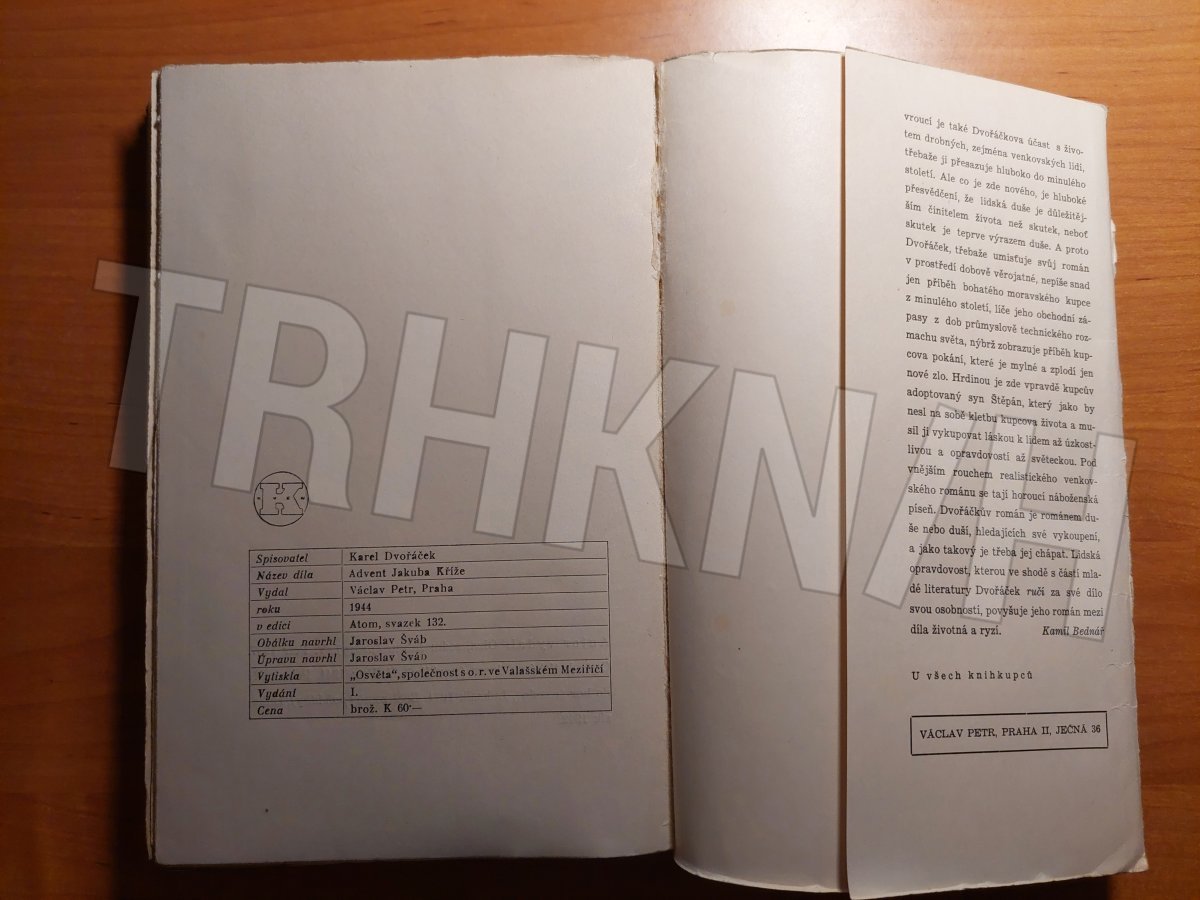 Spisovatel Karel Dvořáček
Název díla Advent Jakuba Kříže
Vydal Václav Petr, Praha
roku 1944
v edici Atom, svazek 132.
Obálku navrhl Jaroslav Šváb
Úpravu navrhl Jaroslav Šváb
Vytiskla „Osvěta“, společnost s o. r. ve Valašském Meziříčí
Vydání 1.
Cena brož. K 60·—
vroucí je také Dvořáčkova účast s živo-
tem drobných, zejména venkovských lidí,
třebaže ji přesazuje hluboko do minulého
století. Ale co je zde nového, je hluboké
přesvědčení, že lidská duše je důležitěj-
ším činitelem života než skutek, neboť
skutek je teprve výrazem duše. A proto
Dvořáček, třebaže umisťuje svůj román
v prostředí dobově věrojatné, nepíše snad
jen příběh bohatého moravského kupce
z minulého století, líče jeho obchodní zá-
pasy z dob průmyslově technického roz-
machu světa, nýbrž zobrazuje příběh kup-
cova pokání, které je mylné a zplodí jen
nové zlo. Hrdinou je zde vpravdě kupcův
adoptovaný syn Štěpán, který jako by
nesl na sobě kletbu kupcova života a mu-
sil ji vykupovat láskou k lidem až úzkost-
livou a opravdovostí až světeckou. Pod
vnějším rouchem realistického venkov-
ského románu se tají horoucí náboženská
píseň. Dvořáčkův román je románem du-
še nebo duší, hledajících své vykoupení,
a jako takový je třeba jej chápat. Lidská
opravdovost, kterou ve shodě s částí mla-
dé literatury Dvořáček ručí za své dílo
svou osobností, povyšuje jeho román mezi
díla životná a ryzí. Kamil Bednář
U všech knihkupců
VÁCLAV PETR, PRAHA II, JEČNÁ 36
TRHKNIH